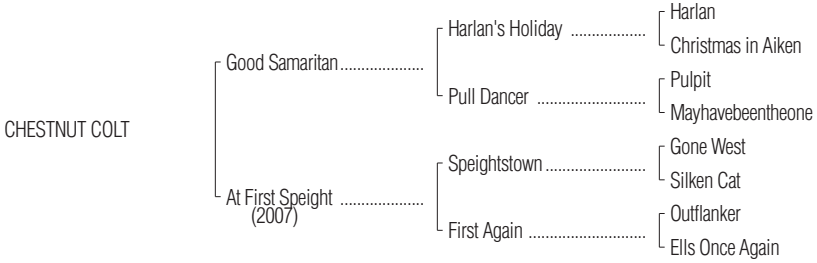 Harlan
Harlan's Holiday ....................
Christmas in Aiken
Good Samaritan....................
Pulpit
Pull Dancer ............................
Mayhavebeentheone
CHESTNUT COLT
Gone West
Speightstown..........................
Silken Cat
At First Speight ....................
(2007)
Outflanker
First Again ..............................
Ells Once Again